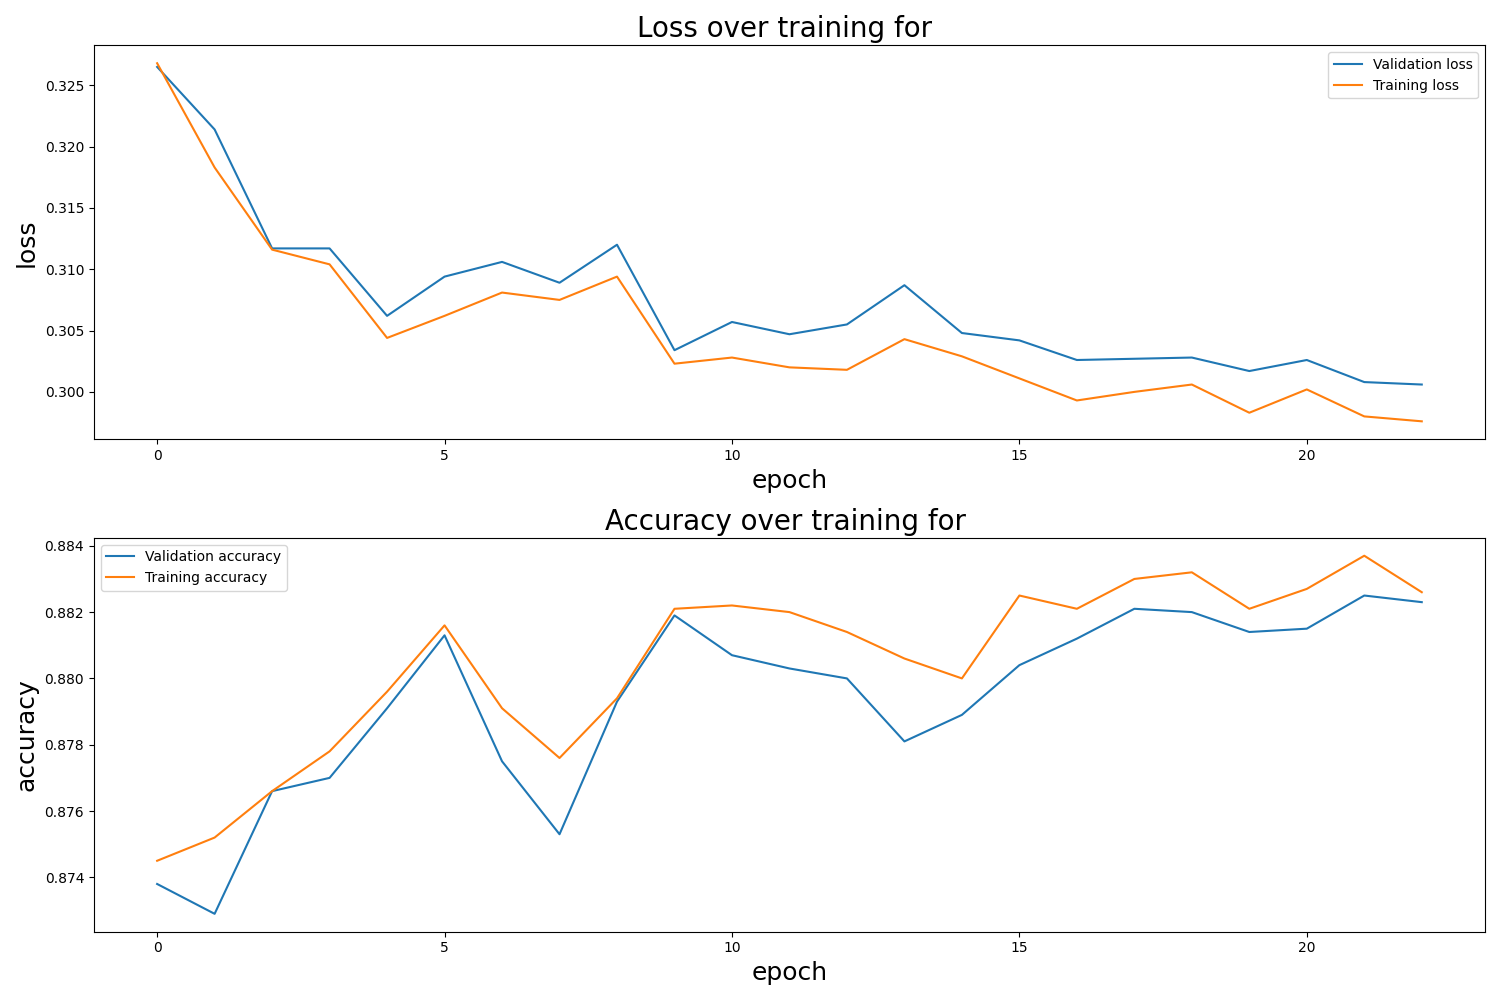 Loss over training for
Validation loss
Training loss
0.325
0.320
0.315
0.310
0.305
0.300
loss
0 5 10 15 20
epoch
Accuracy over training for
Validation accuracy
Training accuracy
0.884
0.882
0.880
0.878
0.876
0.874
accuracy
0 5 10 15 20
epoch